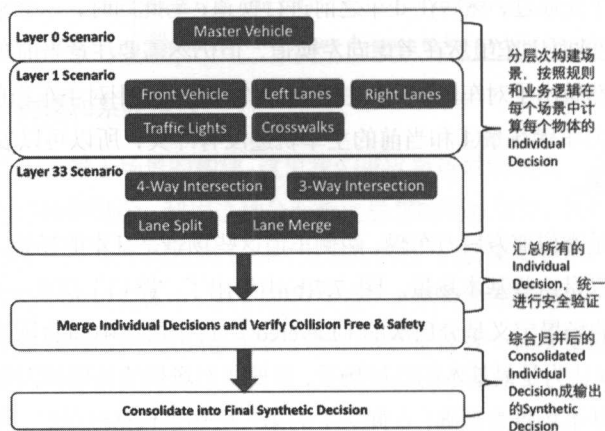 Layer 0 Scenario
Master Vehicle
Layer 1 Scenario
Front Vehicle
Left Lanes
Right Lanes
Traffic Lights
Crosswalks
Layer 33 Scenario
4-Way Intersection
3-Way Intersection
Lane Split
Lane Merge
Merge Individual Decisions and Verify Collision Free & Safety
Consolidate into Final Synthetic Decision
分层次构建场
景，按照规则
和业务逻辑在
每个场景中计
算每个物体的
Individual
Decision
汇总所有的
Individual
Decision，统一
进行安全验证
综合归并后的
Consolidated
Individual
Decision成输出
的Synthetic
Decision